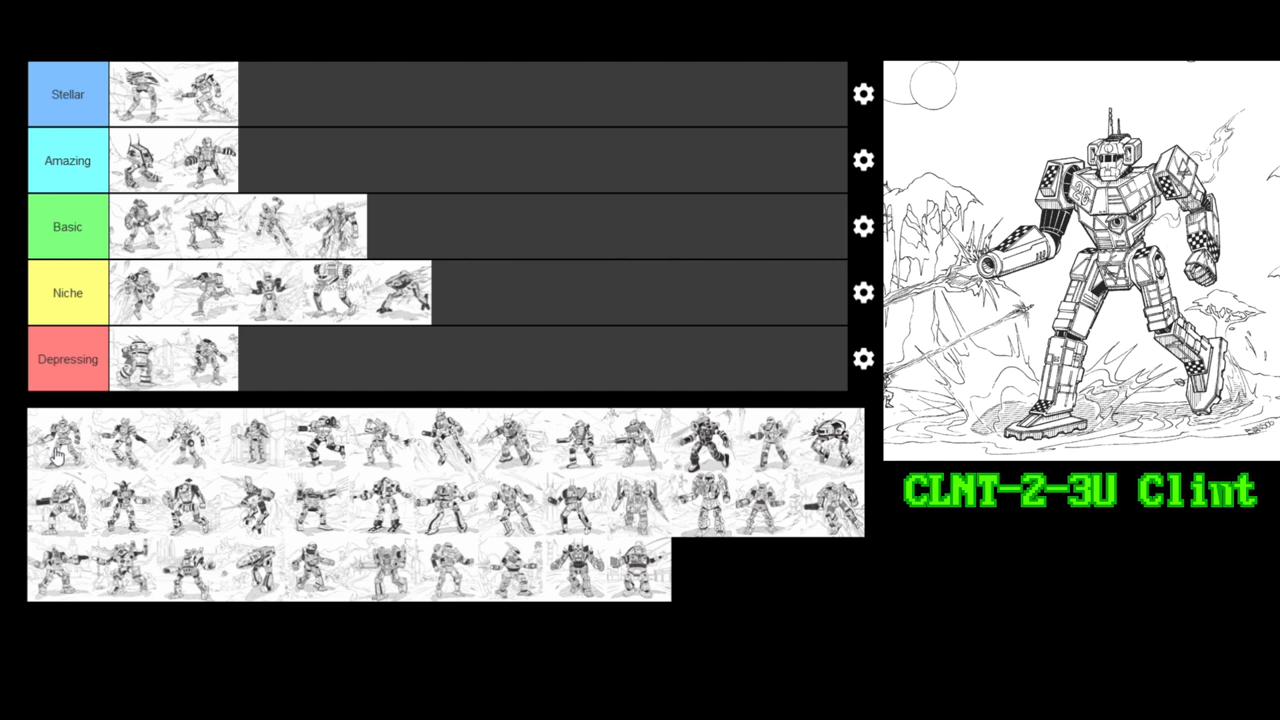 Stellar
Amazing
Basic
Niche
Depressing
CLNT-2-3U Clint